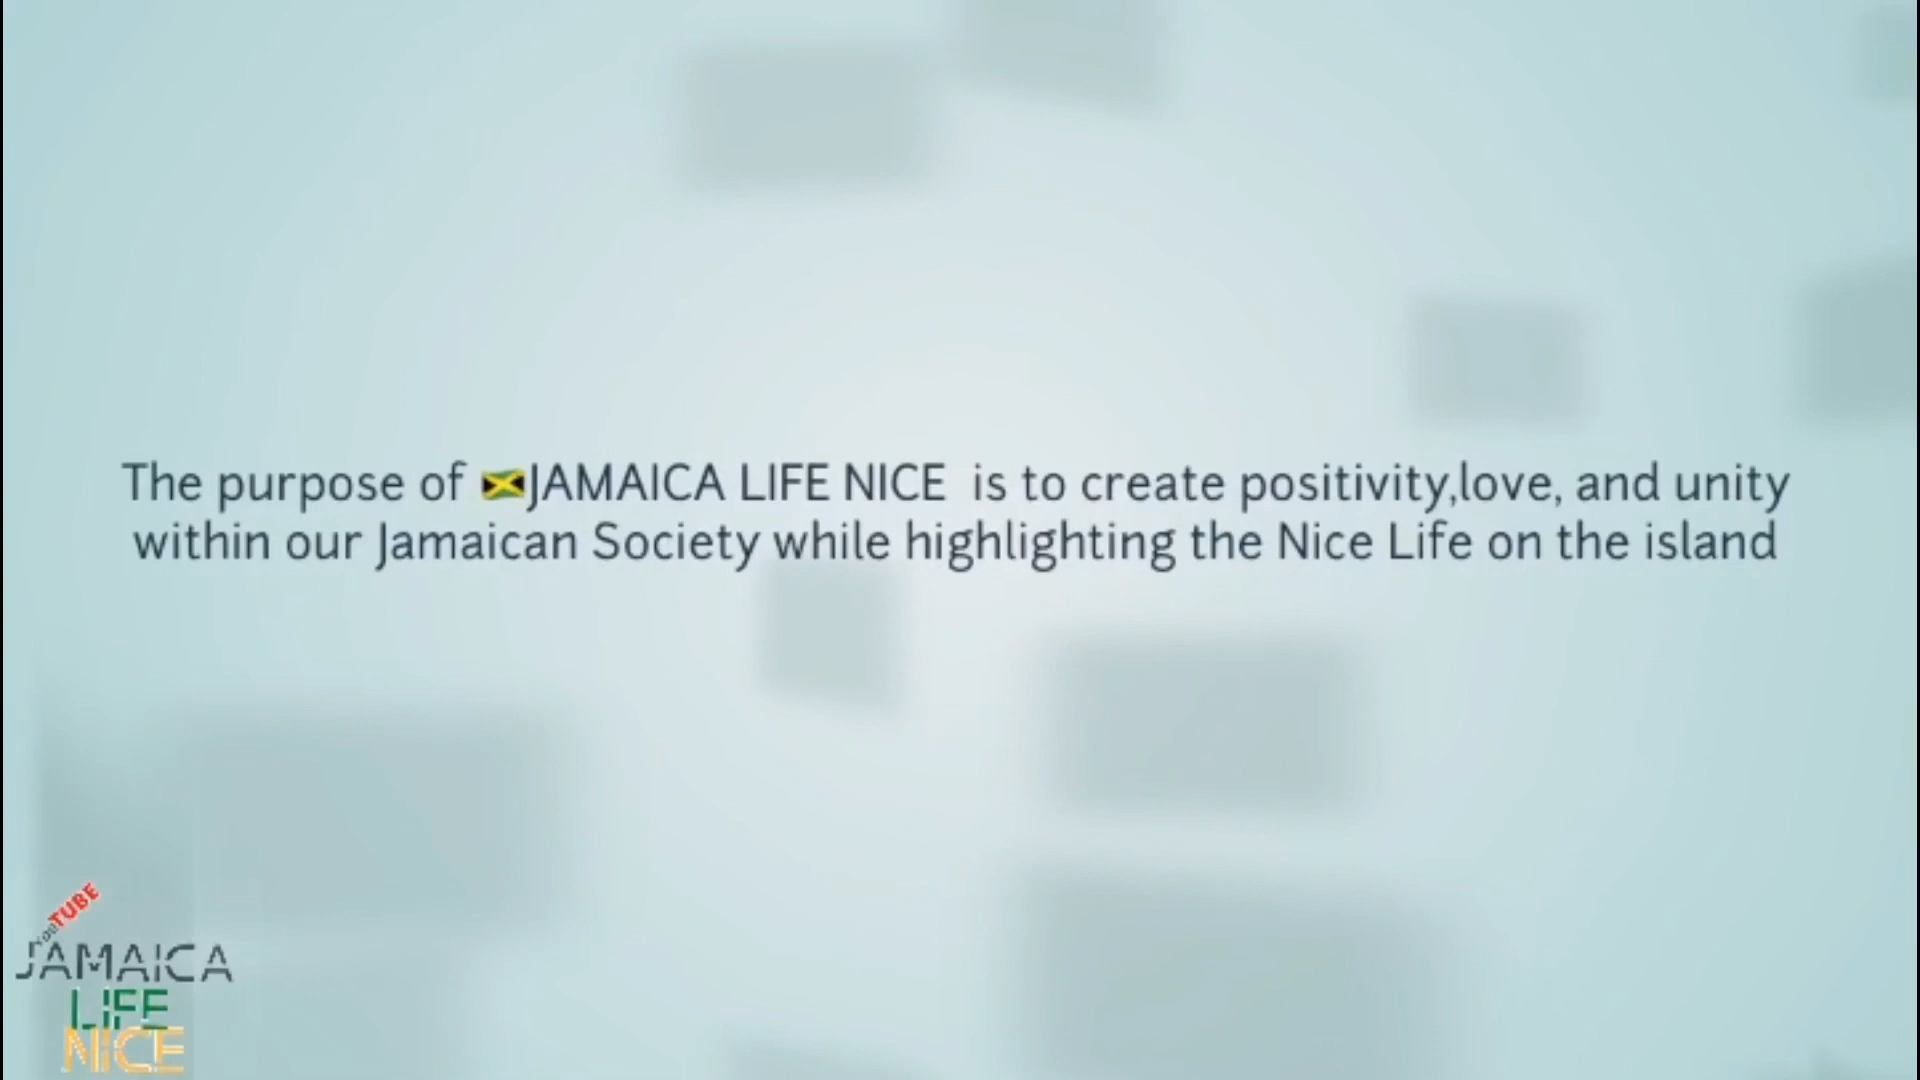 The purpose of 🇯🇲JAMAICA LIFE NICE  is to create positivity,love, and unity
within our Jamaican Society while highlighting the Nice Life on the island
YouTUBE
JAMAICA
LIFE
NICE